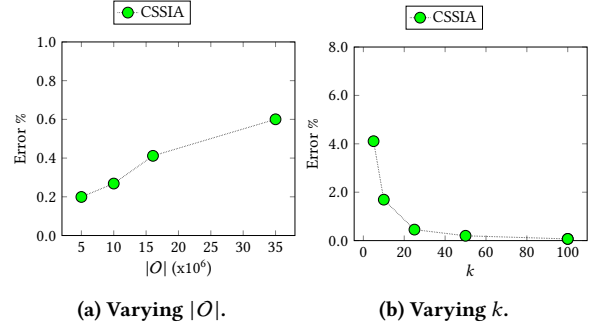 CSSIA
1.0
0.8
0.6
0.4
0.2
0.0
Error %
5 10 15 20 25 30 35
|O| (x10⁶)
(a) Varying |O|.
CSSIA
8.0
6.0
4.0
2.0
0.0
Error %
0 20 40 60 80 100
k
(b) Varying k.